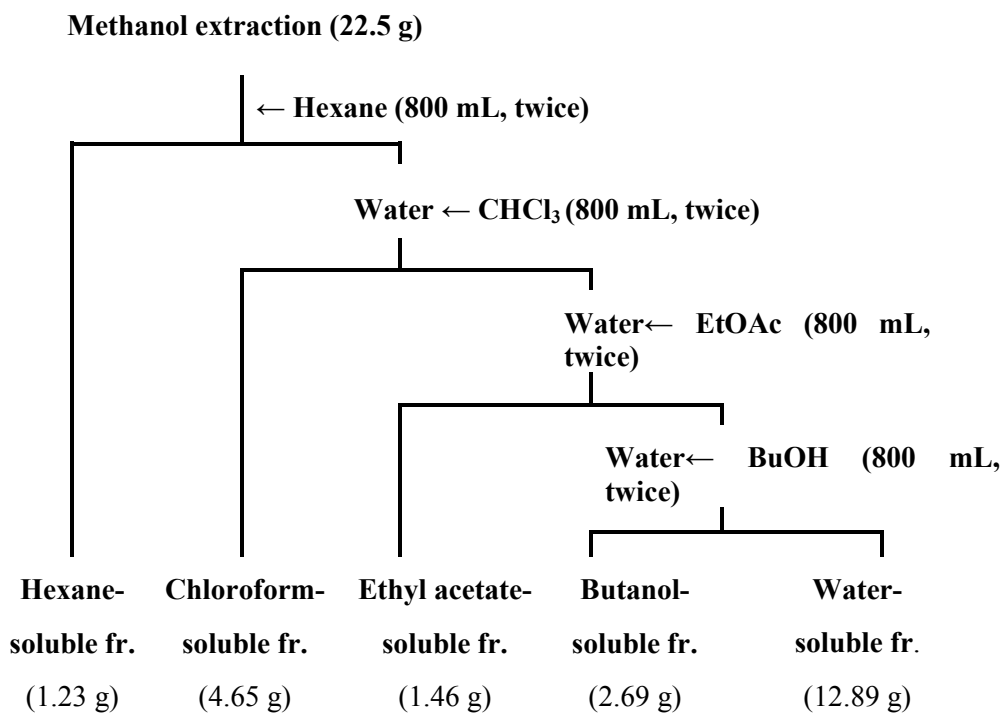 Methanol extraction (22.5 g)
← Hexane (800 mL, twice)
Water ← CHCl₃ (800 mL, twice)
Water← EtOAc (800 mL,
twice)
Water← BuOH (800 mL,
twice)
Hexane- Chloroform- Ethyl acetate- Butanol- Water-
soluble fr. soluble fr. soluble fr. soluble fr. soluble fr.
(1.23 g) (4.65 g) (1.46 g) (2.69 g) (12.89 g)